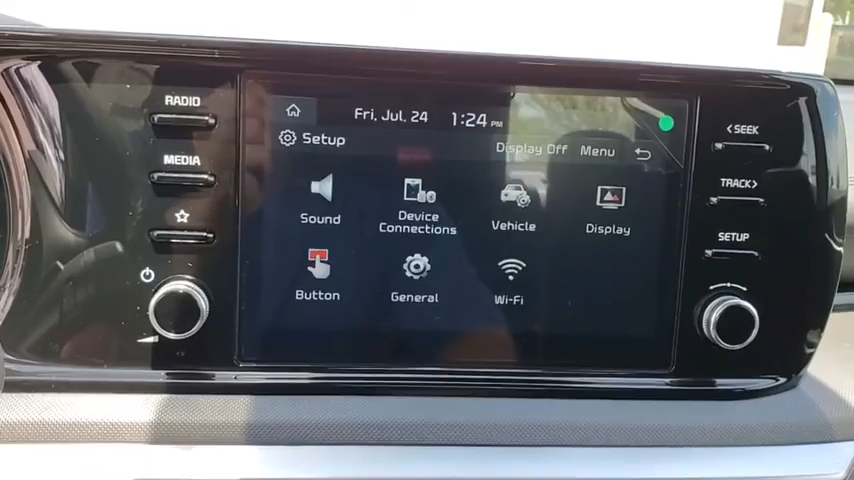 RADIO
MEDIA
Fri, Jul. 24 1:24 PM
Setup
Display Off Menu
Sound
Device Connections
Vehicle
Display
Button
General
Wi-Fi
< SEEK
TRACK >
SETUP